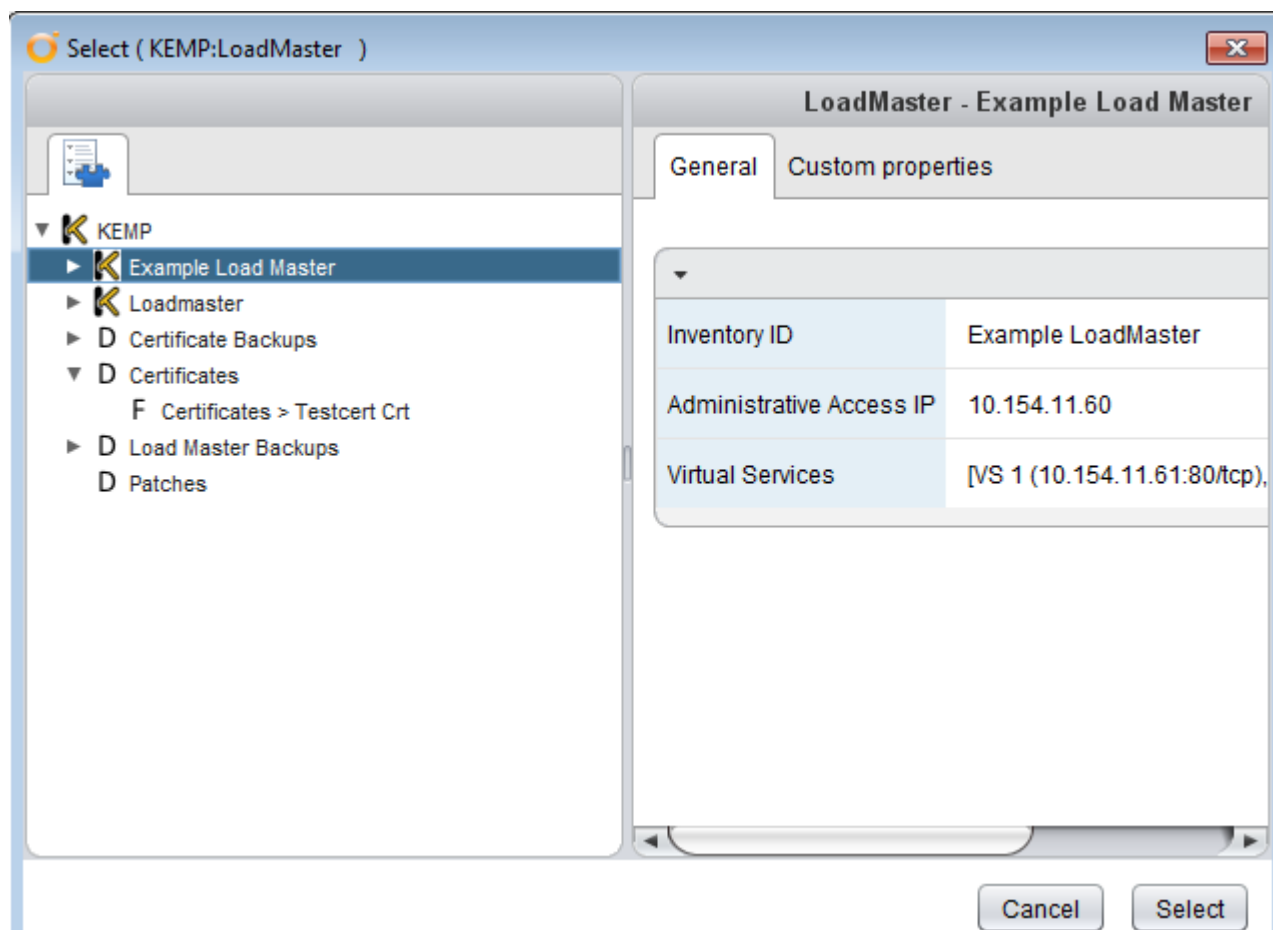 Select ( KEMP:LoadMaster )
LoadMaster - Example Load Master
General Custom properties
KEMP
Example Load Master
Loadmaster
D Certificate Backups
D Certificates
F Certificates > Testcert Crt
D Load Master Backups
D Patches
Inventory ID Example LoadMaster
Administrative Access IP 10.154.11.60
Virtual Services [VS 1 (10.154.11.61:80/tcp),
Cancel Select